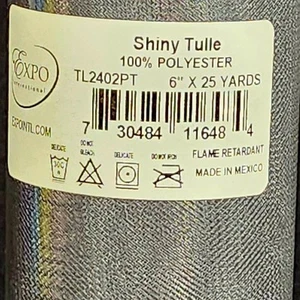 Shiny Tulle
100% POLYESTER
TL2402PT 6" X 25 YARDS
EXPO
International
EXPOINTL.COM
7 30484 11648 4
DELICATE DO NOT BLEACH DELICATE DO NOT IRON
30C
FLAME RETARDANT
MADE IN MEXICO